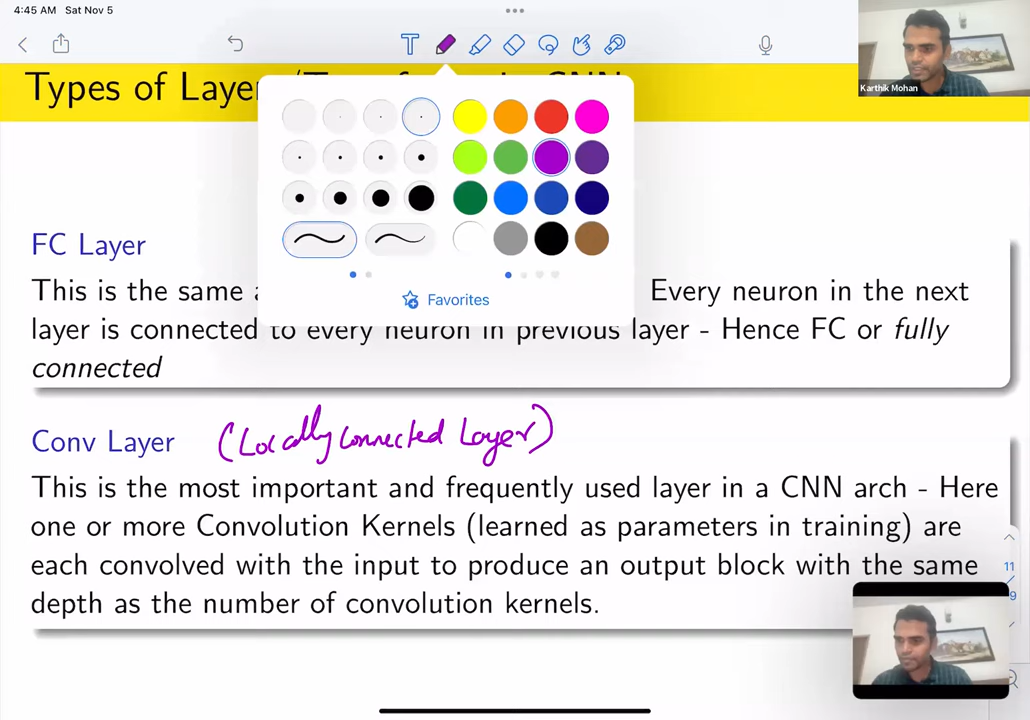 4:45 AM Sat Nov 5
T
Karthik Mohan
Types of Laye
Favorites
FC Layer
This is the same Every neuron in the next
layer is connected to every neuron in previous layer - Hence FC or fully
connected
Conv Layer (Locally connected Layer)
This is the most important and frequently used layer in a CNN arch - Here
one or more Convolution Kernels (learned as parameters in training) are
each convolved with the input to produce an output block with the same
depth as the number of convolution kernels.
11
9